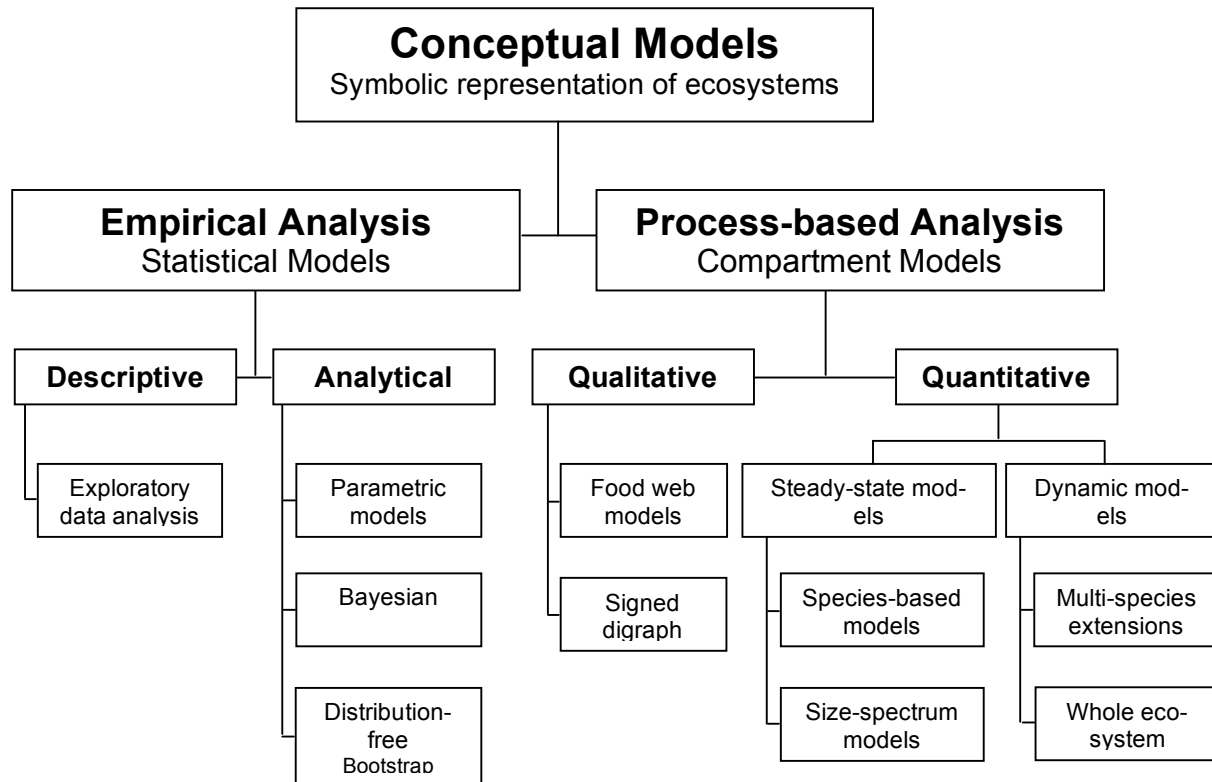 Conceptual Models
Symbolic representation of ecosystems
Empirical Analysis
Statistical Models
Process-based Analysis
Compartment Models
Descriptive
Analytical
Qualitative
Quantitative
Exploratory
data analysis
Parametric
models
Food web
models
Steady-state mod-
els
Dynamic mod-
els
Bayesian
Signed
digraph
Species-based
models
Multi-species
extensions
Distribution-
free
Bootstrap
Size-spectrum
models
Whole eco-
system